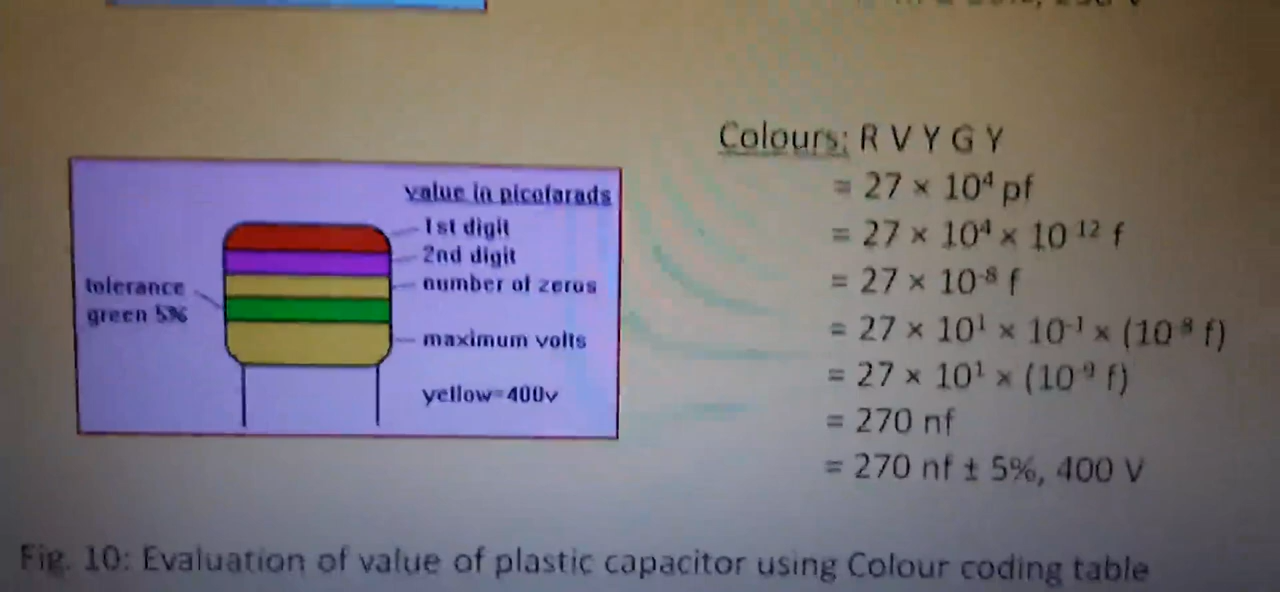 value in picofarads
1st digit
2nd digit
number of zeros
tolerance
green 5%
maximum volts
yellow=400v
Colours: R V Y G Y
= 27 × 10⁴ pf
= 27 × 10⁴ × 10⁻¹² f
= 27 × 10⁻⁸ f
= 27 × 10¹ × 10⁻¹ × (10⁻⁸ f)
= 27 × 10¹ × (10⁻⁹ f)
= 270 nf
= 270 nf ± 5%, 400 V
Fig. 10: Evaluation of value of plastic capacitor using Colour coding table